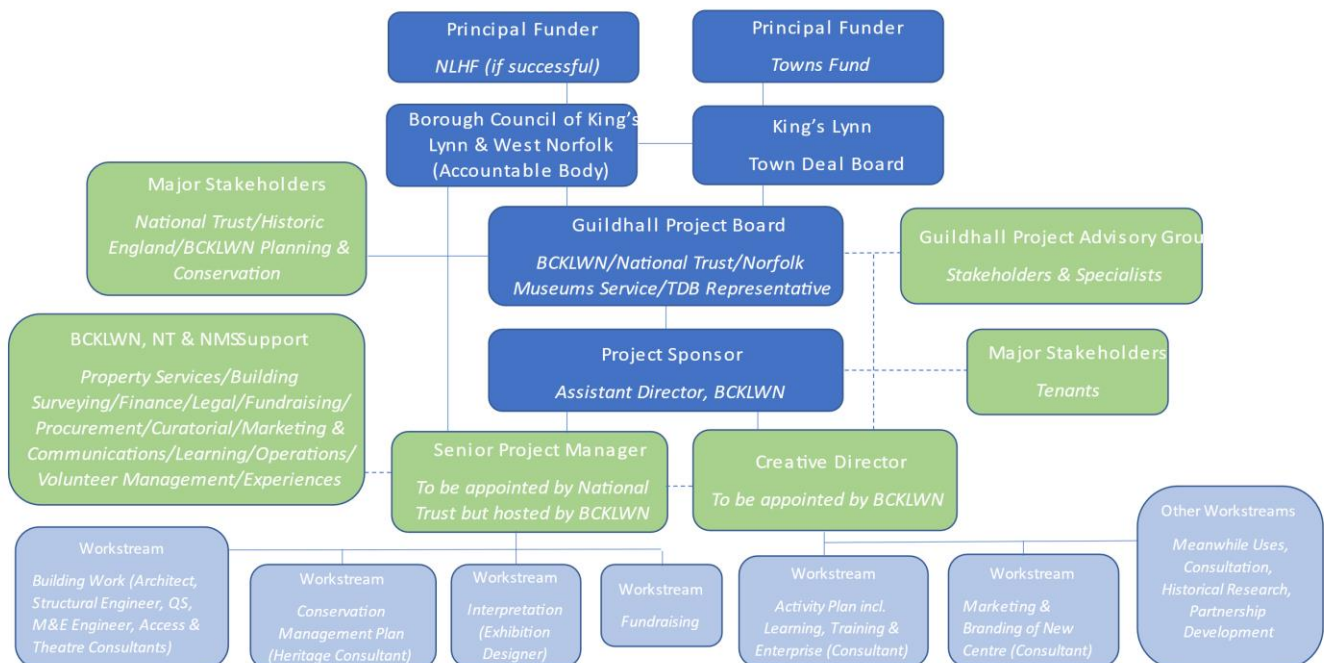 Principal Funder
NLHF (if successful)
Principal Funder
Towns Fund
Borough Council of King's
Lynn & West Norfolk
(Accountable Body)
King's Lynn
Town Deal Board
Major Stakeholders
National Trust/Historic
England/BCKLWN Planning &
Conservation
Guildhall Project Board
BCKLWN/National Trust/Norfolk
Museums Service/TDB Representative
Guildhall Project Advisory Grou
Stakeholders & Specialists
BCKLWN, NT & NMSSupport
Property Services/Building
Surveying/Finance/Legal/Fundraising/
Procurement/Curatorial/Marketing &
Communications/Learning/Operations/
Volunteer Management/Experiences
Project Sponsor
Assistant Director, BCKLWN
Major Stakeholders
Tenants
Senior Project Manager
To be appointed by National
Trust but hosted by BCKLWN
Creative Director
To be appointed by BCKLWN
Workstream
Building Work (Architect,
Structural Engineer, QS,
M&E Engineer, Access &
Theatre Consultants)
Workstream
Conservation
Management Plan
(Heritage Consultant)
Workstream
Interpretation
(Exhibition
Designer)
Workstream
Fundraising
Workstream
Activity Plan incl.
Learning, Training &
Enterprise (Consultant)
Workstream
Marketing &
Branding of New
Centre (Consultant)
Other Workstreams
Meanwhile Uses,
Consultation,
Historical Research,
Partnership
Development